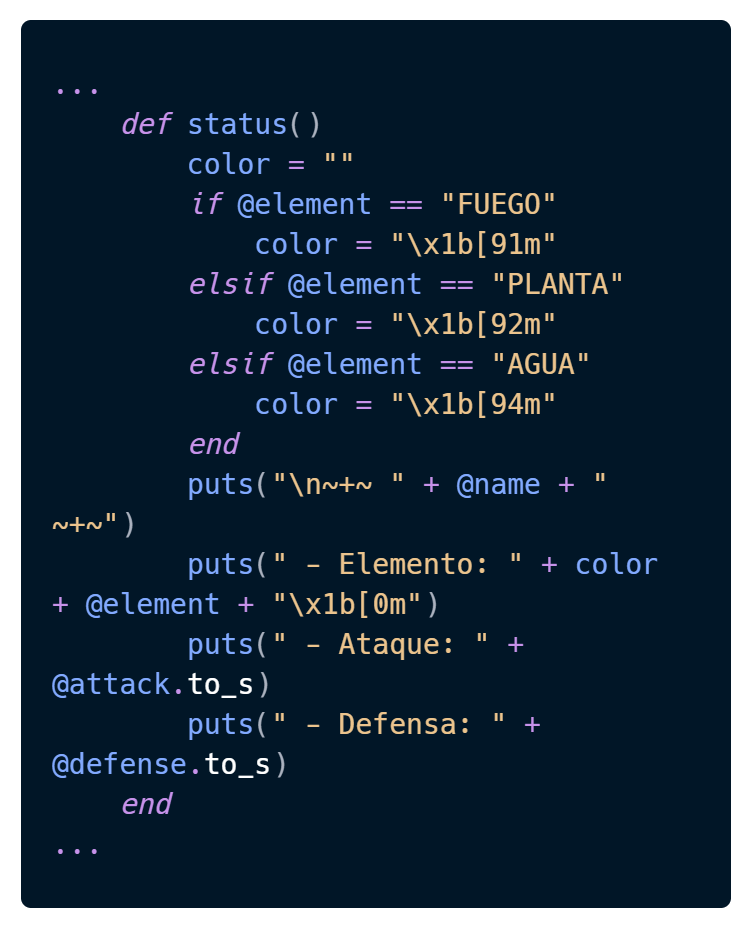 ...
    def status()
        color = ""
        if @element == "FUEGO"
            color = "\x1b[91m"
        elsif @element == "PLANTA"
            color = "\x1b[92m"
        elsif @element == "AGUA"
            color = "\x1b[94m"
        end
        puts("\n~+~ " + @name + "
~+~")
        puts(" - Elemento: " + color
+ @element + "\x1b[0m")
        puts(" - Ataque: " +
@attack.to_s)
        puts(" - Defensa: " +
@defense.to_s)
    end
...